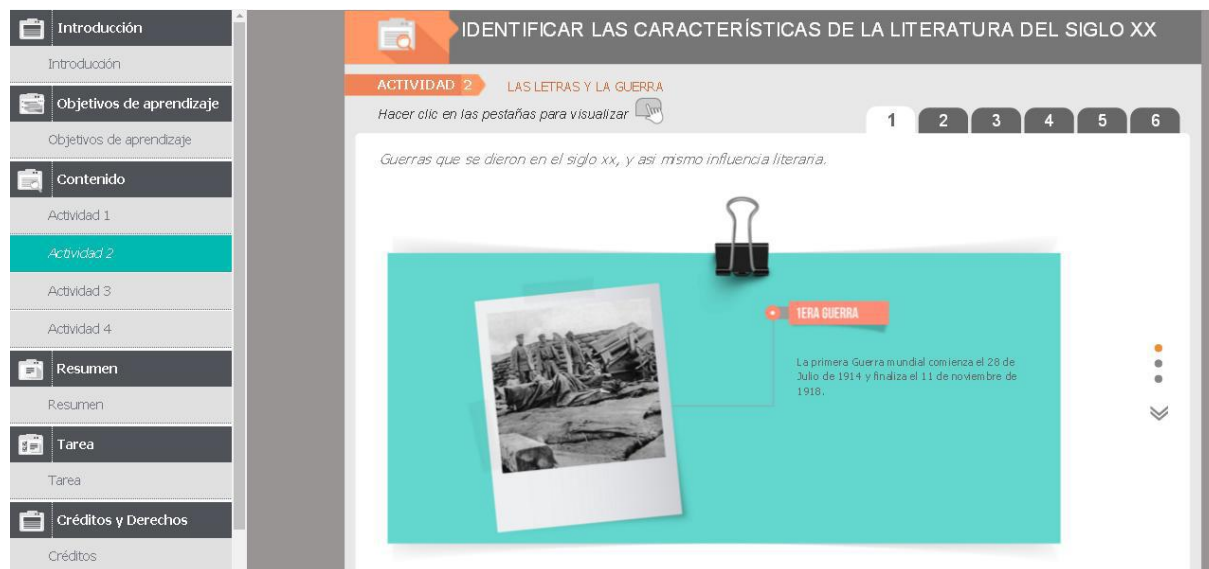 Introducción
Introducción
Objetivos de aprendizaje
Objetivos de aprendizaje
Contenido
Actividad 1
Actividad 2
Actividad 3
Actividad 4
Resumen
Resumen
Tarea
Tarea
Créditos y Derechos
Créditos
IDENTIFICAR LAS CARACTERÍSTICAS DE LA LITERATURA DEL SIGLO XX
ACTIVIDAD 2 LAS LETRAS Y LA GUERRA
Hacer clic en las pestañas para visualizar
1 2 3 4 5 6
Guerras que se dieron en el siglo xx, y asi mismo influencia literaria.
1ERA GUERRA
La primera Guerra mundial comienza el 28 de
Julio de 1914 y finaliza el 11 de noviembre de
1918.